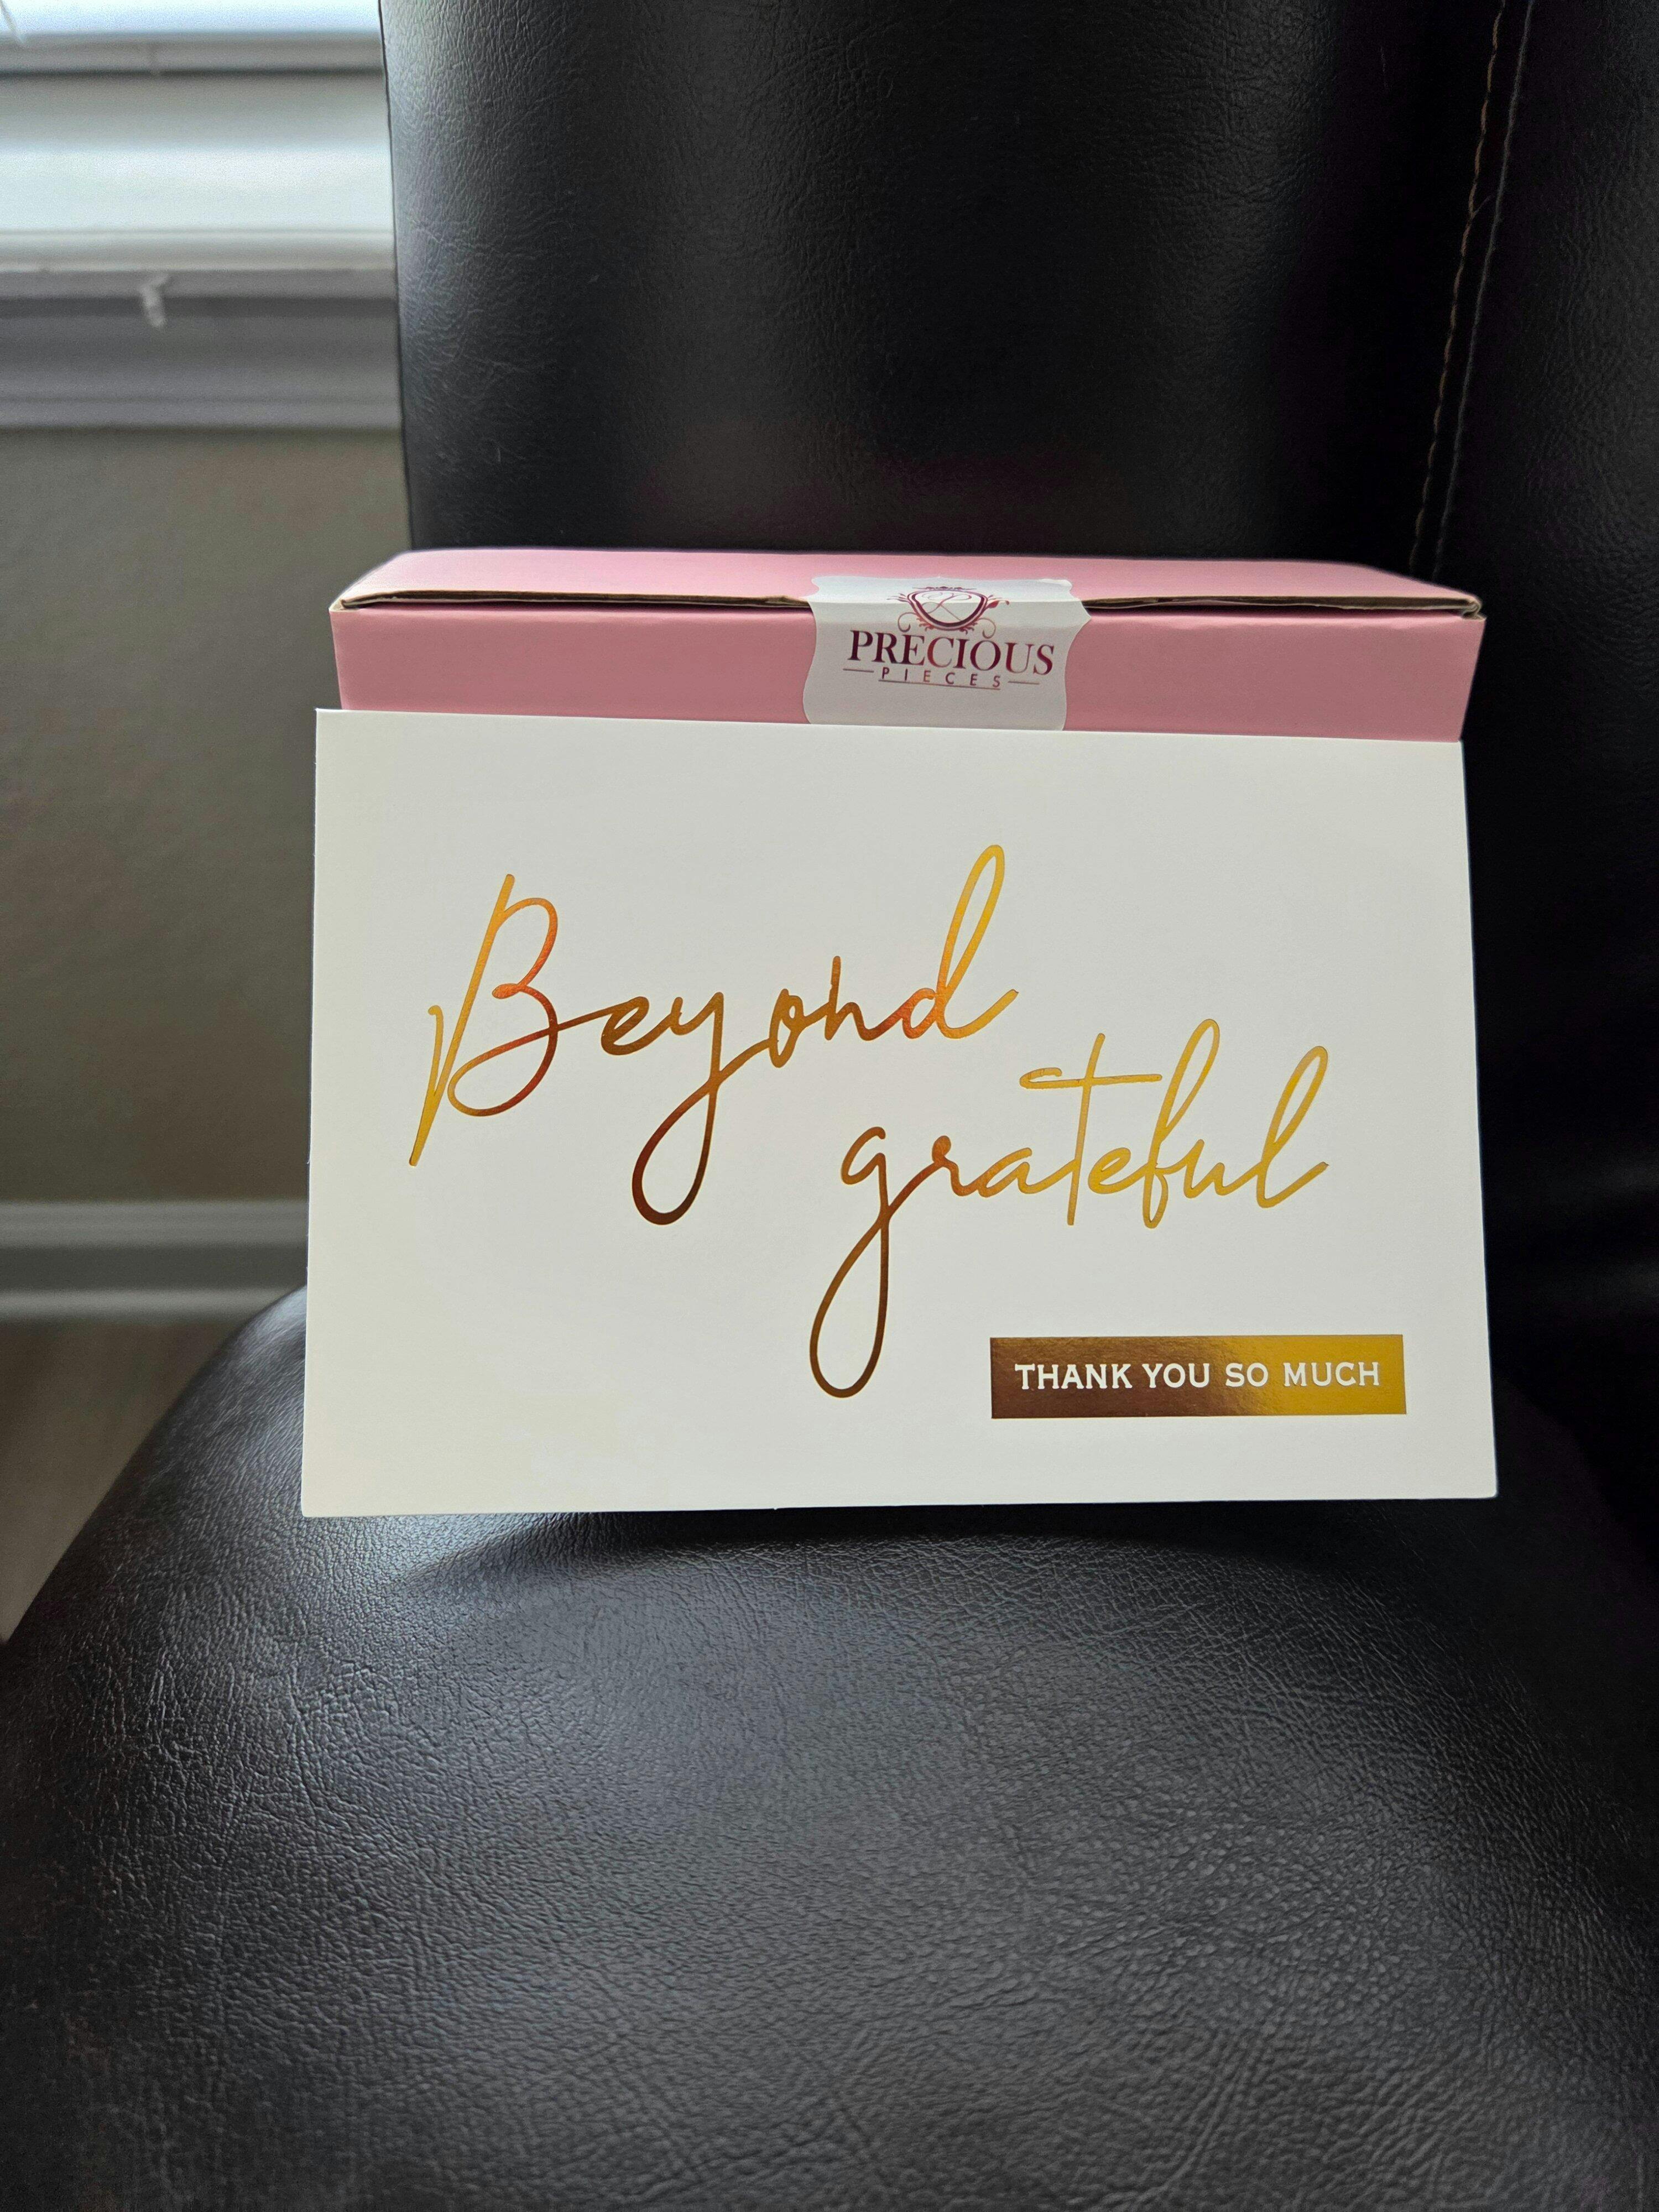 PRECIOUS
PIECES
Beyond
grateful
THANK YOU SO MUCH